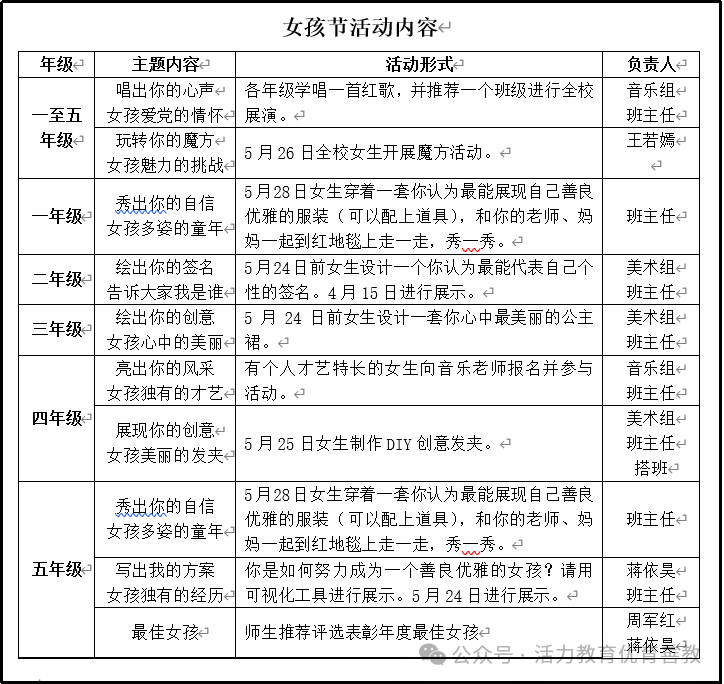 女孩节活动内容
年级 主题内容 活动形式 负责人
一至五
年级
唱出你的心声
女孩爱党的情怀
各年级学唱一首红歌，并推荐一个班级进行全校
展演。
音乐组
班主任
玩转你的魔方
女孩魅力的挑战
5月26日全校女生开展魔方活动。
王若嫣
一年级
秀出你的自信
女孩多姿的童年
5月28日女生穿着一套你认为最能展现自己善良
优雅的服装（可以配上道具），和你的老师、妈
妈一起到红地毯上走一走，秀一秀。
班主任
二年级
绘出你的签名
告诉大家我是谁
5月24日前女生设计一个你认为最能代表自己个
性的签名。4月15日进行展示。
美术组
班主任
三年级
绘出你的创意
女孩心中的美丽
5月24日前女生设计一套你心中最美丽的公主
裙。
美术组
班主任
四年级
亮出你的风采
女孩独有的才艺
有个人才艺特长的女生向音乐老师报名并参与
活动。
音乐组
班主任
展现你的创意
女孩美丽的发夹
5月25日女生制作DIY创意发夹。
美术组
班主任
搭班
五年级
秀出你的自信
女孩多姿的童年
5月28日女生穿着一套你认为最能展现自己善良
优雅的服装（可以配上道具），和你的老师、妈
妈一起到红地毯上走一走，秀一秀。
班主任
写出我的方案
女孩独有的经历
你是如何努力成为一个善良优雅的女孩？请用
可视化工具进行展示。5月24日进行展示。
蒋依昊
班主任
最佳女孩
师生推荐评选表彰年度最佳女孩
周军红
蒋依昊
公众号·活力教育优育善教